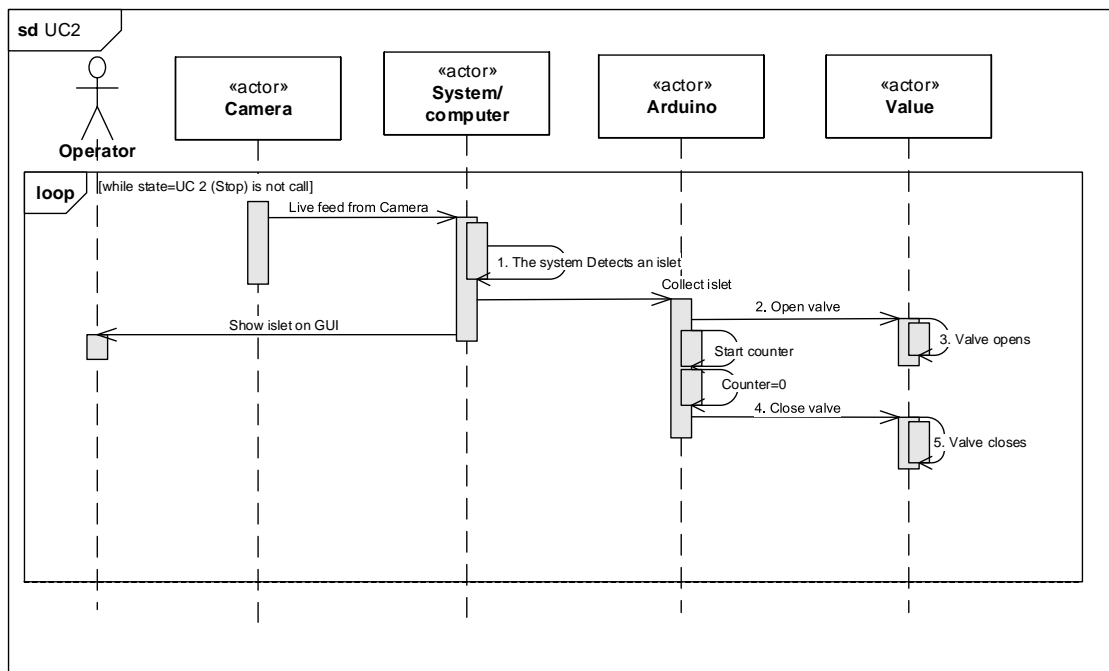 sd UC2
Operator
«actor»
Camera
«actor»
System/
computer
«actor»
Arduino
«actor»
Value
loop
[while state=UC 2 (Stop) is not call]
Live feed from Camera
1. The system Detects an islet
Collect islet
2. Open valve
Show islet on GUI
3. Valve opens
Start counter
Counter=0
4. Close valve
5. Valve closes